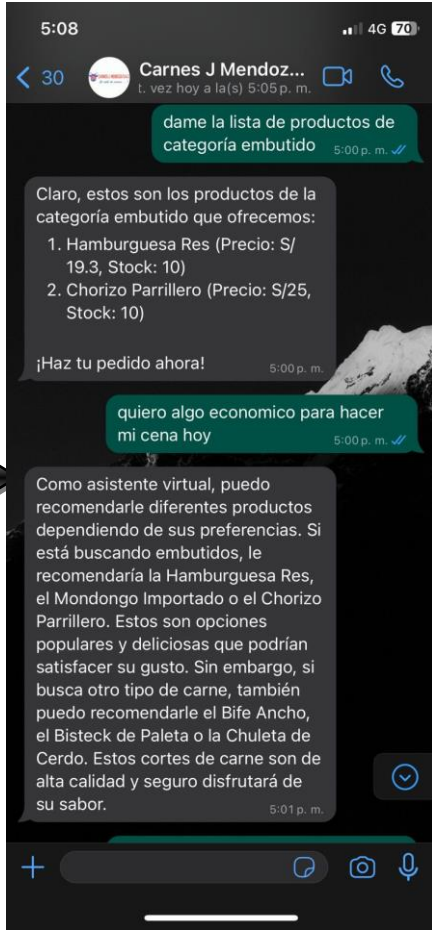 5:08
4G 70
30
Carnes J Mendoz...
t. vez hoy a la(s) 5:05 p. m.
dame la lista de productos de
categoría embutido
5:00 p. m.
Claro, estos son los productos de la
categoría embutido que ofrecemos:
1. Hamburguesa Res (Precio: S/
19.3, Stock: 10)
2. Chorizo Parrillero (Precio: S/25,
Stock: 10)
¡Haz tu pedido ahora!
5:00 p. m.
quiero algo economico para hacer
mi cena hoy
5:00 p. m.
Como asistente virtual, puedo
recomendarle diferentes productos
dependiendo de sus preferencias. Si
está buscando embutidos, le
recomendaría la Hamburguesa Res,
el Mondongo Importado o el Chorizo
Parrillero. Estos son opciones
populares y deliciosas que podrían
satisfacer su gusto. Sin embargo, si
busca otro tipo de carne, también
puedo recomendarle el Bife Ancho,
el Bisteck de Paleta o la Chuleta de
Cerdo. Estos cortes de carne son de
alta calidad y seguro disfrutará de
su sabor.
5:01 p. m.